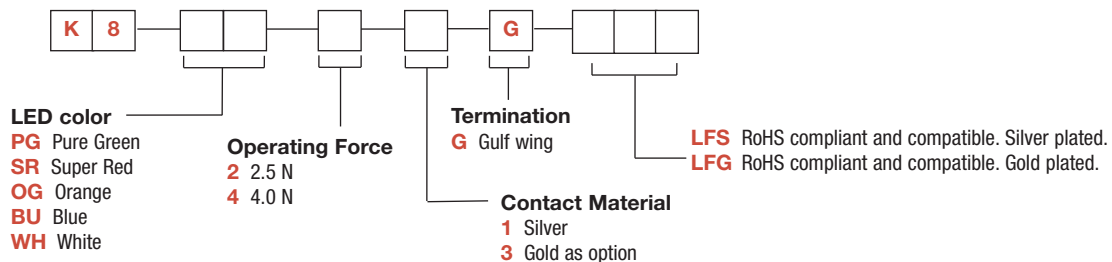 K 8 G
LED color
PG Pure Green
SR Super Red
OG Orange
BU Blue
WH White
Operating Force
2 2.5 N
4 4.0 N
Termination
G Gulf wing
Contact Material
1 Silver
3 Gold as option
LFS RoHS compliant and compatible. Silver plated.
LFG RoHS compliant and compatible. Gold plated.